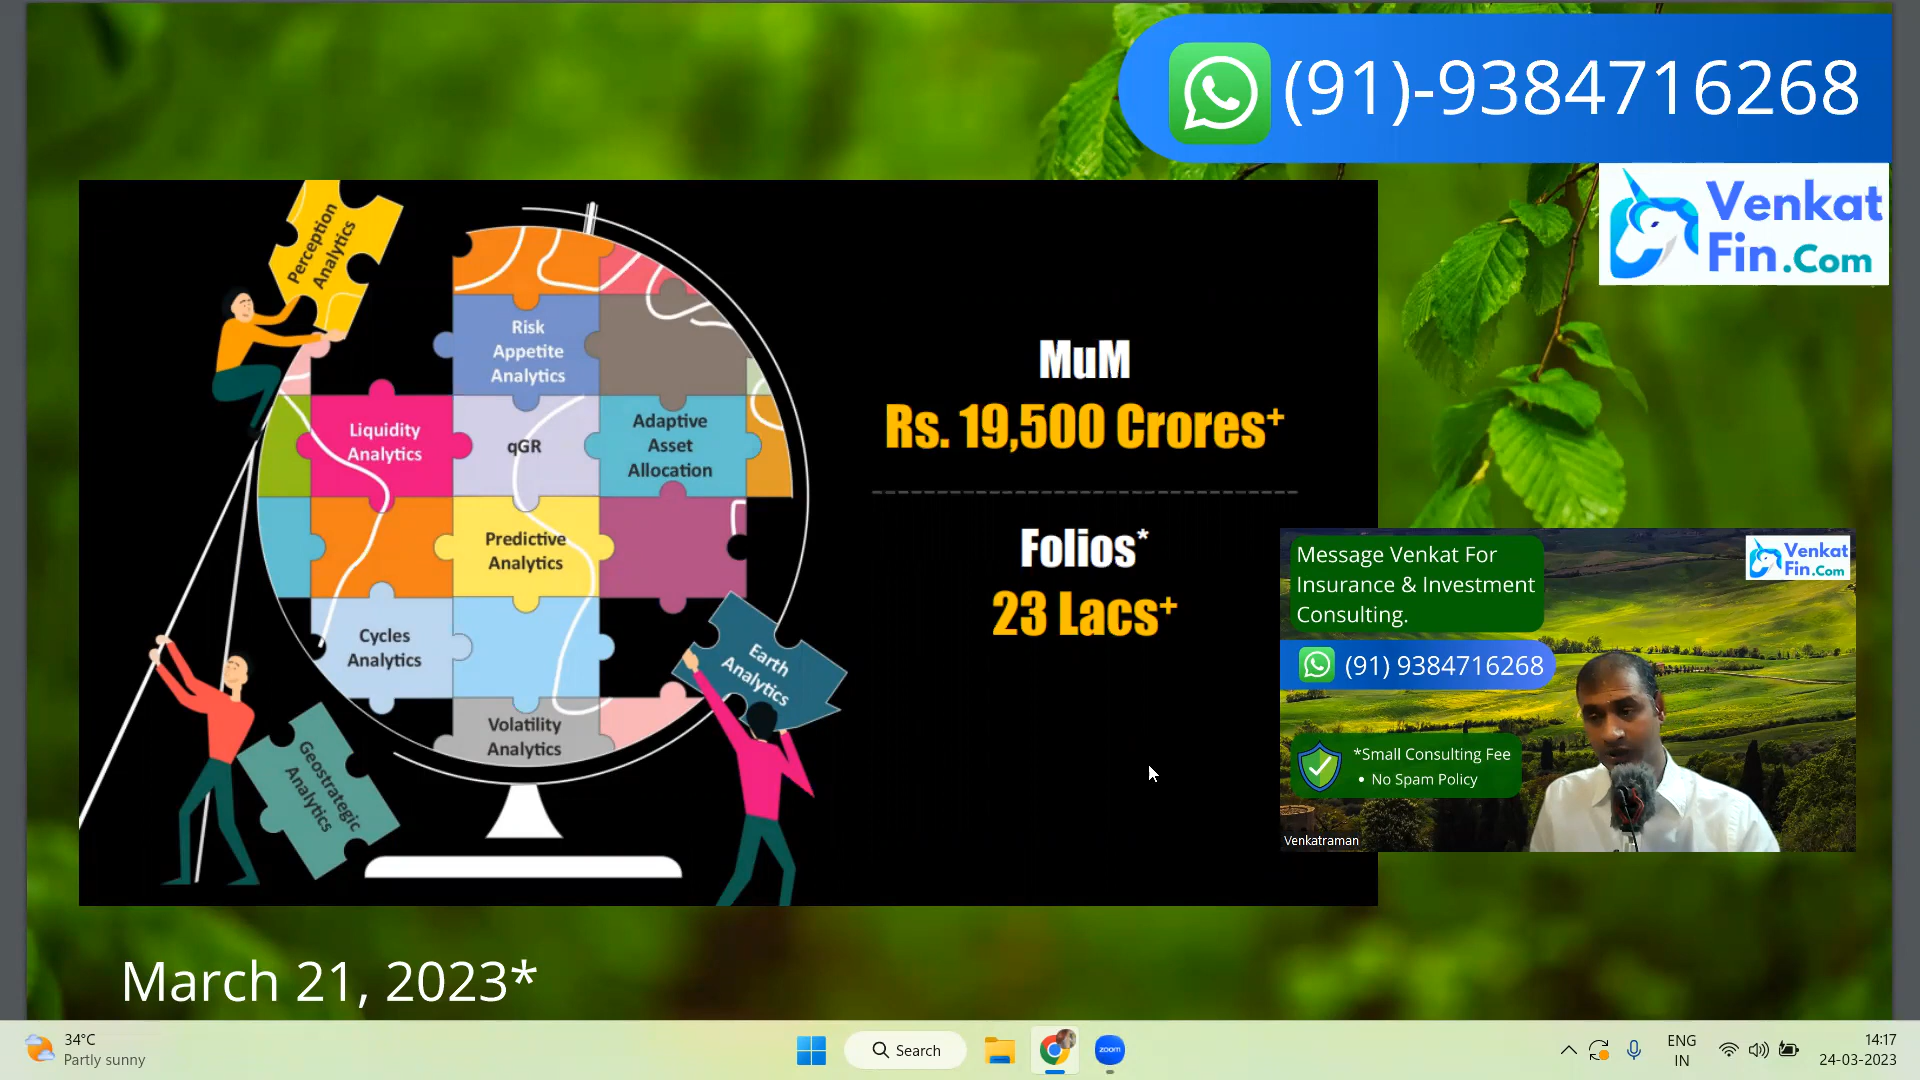 (91)-9384716268
Venkat
Fin.Com
Perception
Analytics
Risk
Appetite
Analytics
Liquidity
Analytics
qGR
Adaptive
Asset
Allocation
Predictive
Analytics
Cycles
Analytics
Volatility
Analytics
Earth
Analytics
Geostrategic
Analytics
MuM
Rs. 19,500 Crores+
Folios*
23 Lacs+
Message Venkat For
Insurance & Investment
Consulting.
Venkat
Fin.Com
(91) 9384716268
*Small Consulting Fee
• No Spam Policy
Venkatraman
March 21, 2023*
34°C
Partly sunny
Search
zoom
ENG
IN
14:17
24-03-2023